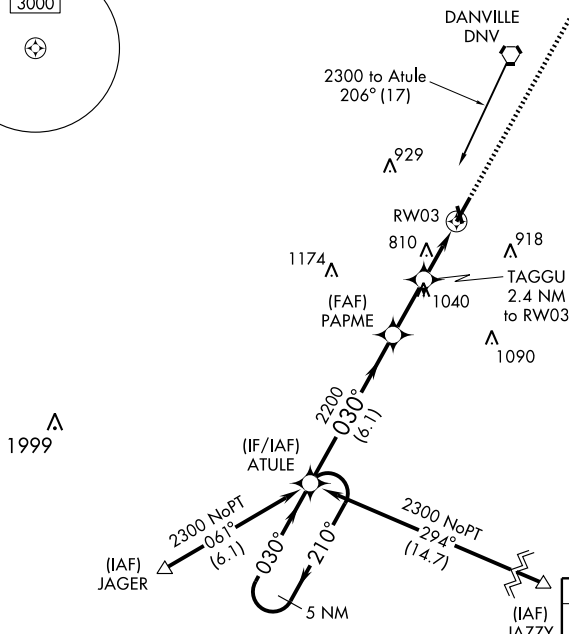 3000
DANVILLE
DNV
2300 to Atule
206° (17)
929
RW03
810
918
1174
TAGGU
2.4 NM
to RW03
1040
(FAF)
PAPME
1090
2200
030°
(6.1)
1999
(IF/IAF)
ATULE
2300 NoPT
061°
(6.1)
2300 NoPT
294°
(14.7)
030°
210°
(IAF)
JAGER
5 NM
(IAF)
JAZZY